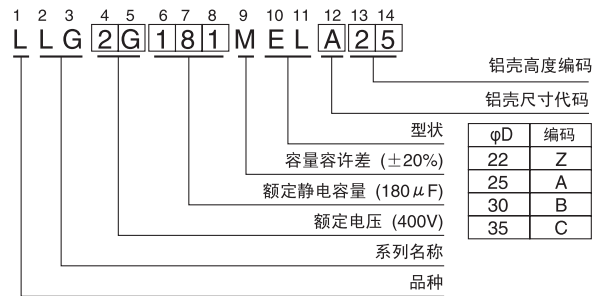 1 2 3 4 5 6 7 8 9 10 11 12 13 14
L L G 2 G 1 8 1 M E L A 2 5
铝壳高度编码
铝壳尺寸代码
型状
容量容许差 (±20%)
额定静电容量 (180μF)
额定电压 (400V)
系列名称
品种
φD 编码
22 Z
25 A
30 B
35 C